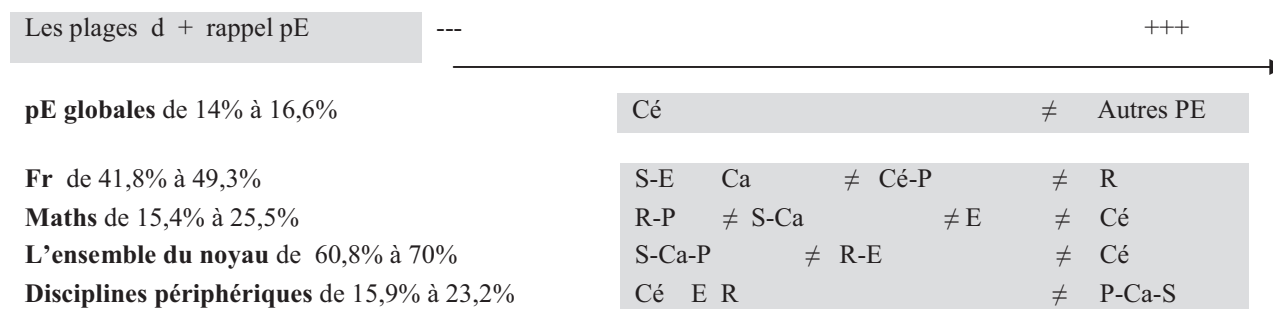 Les plages d + rappel pE --- +++
pE globales de 14% à 16,6% Cé ≠ Autres PE
Fr de 41,8% à 49,3% S-E Ca ≠ Cé-P ≠ R
Maths de 15,4% à 25,5% R-P ≠ S-Ca ≠ E ≠ Cé
L’ensemble du noyau de 60,8% à 70% S-Ca-P ≠ R-E ≠ Cé
Disciplines périphériques de 15,9% à 23,2% Cé E R ≠ P-Ca-S